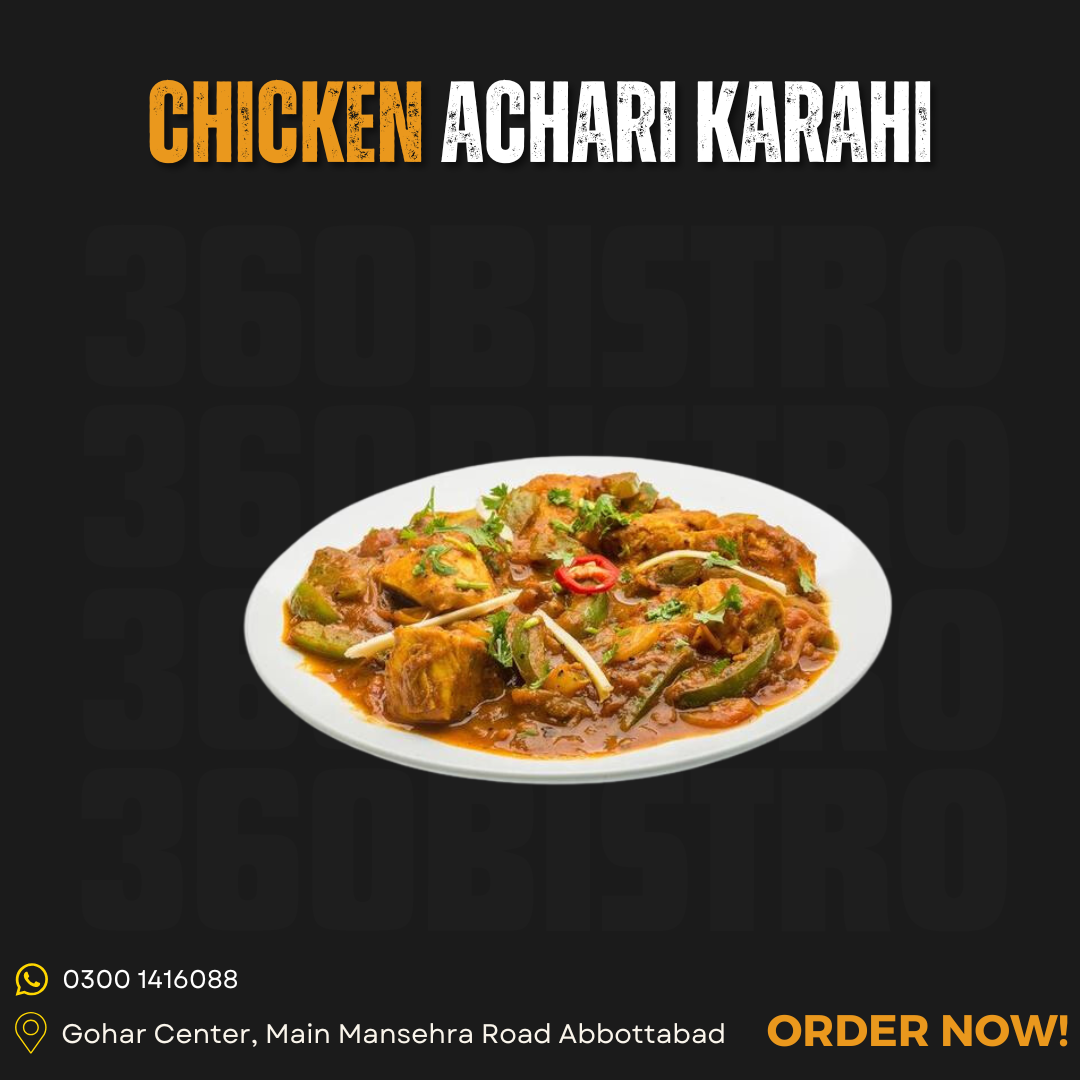 CHICKEN ACHARI KARAHI
360BISTRO
360BISTRO
360BISTRO
360BISTRO
0300 1416088
Gohar Center, Main Mansehra Road Abbottabad
ORDER NOW!